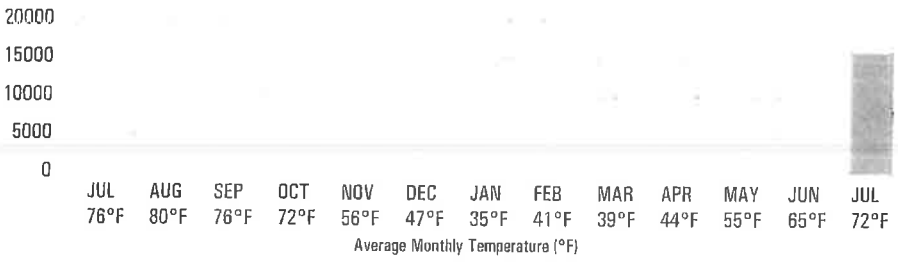 20000
15000
10000
5000
0
JUL AUG SEP OCT NOV DEC JAN FEB MAR APR MAY JUN JUL
76°F 80°F 76°F 72°F 56°F 47°F 35°F 41°F 39°F 44°F 55°F 65°F 72°F
Average Monthly Temperature (°F)